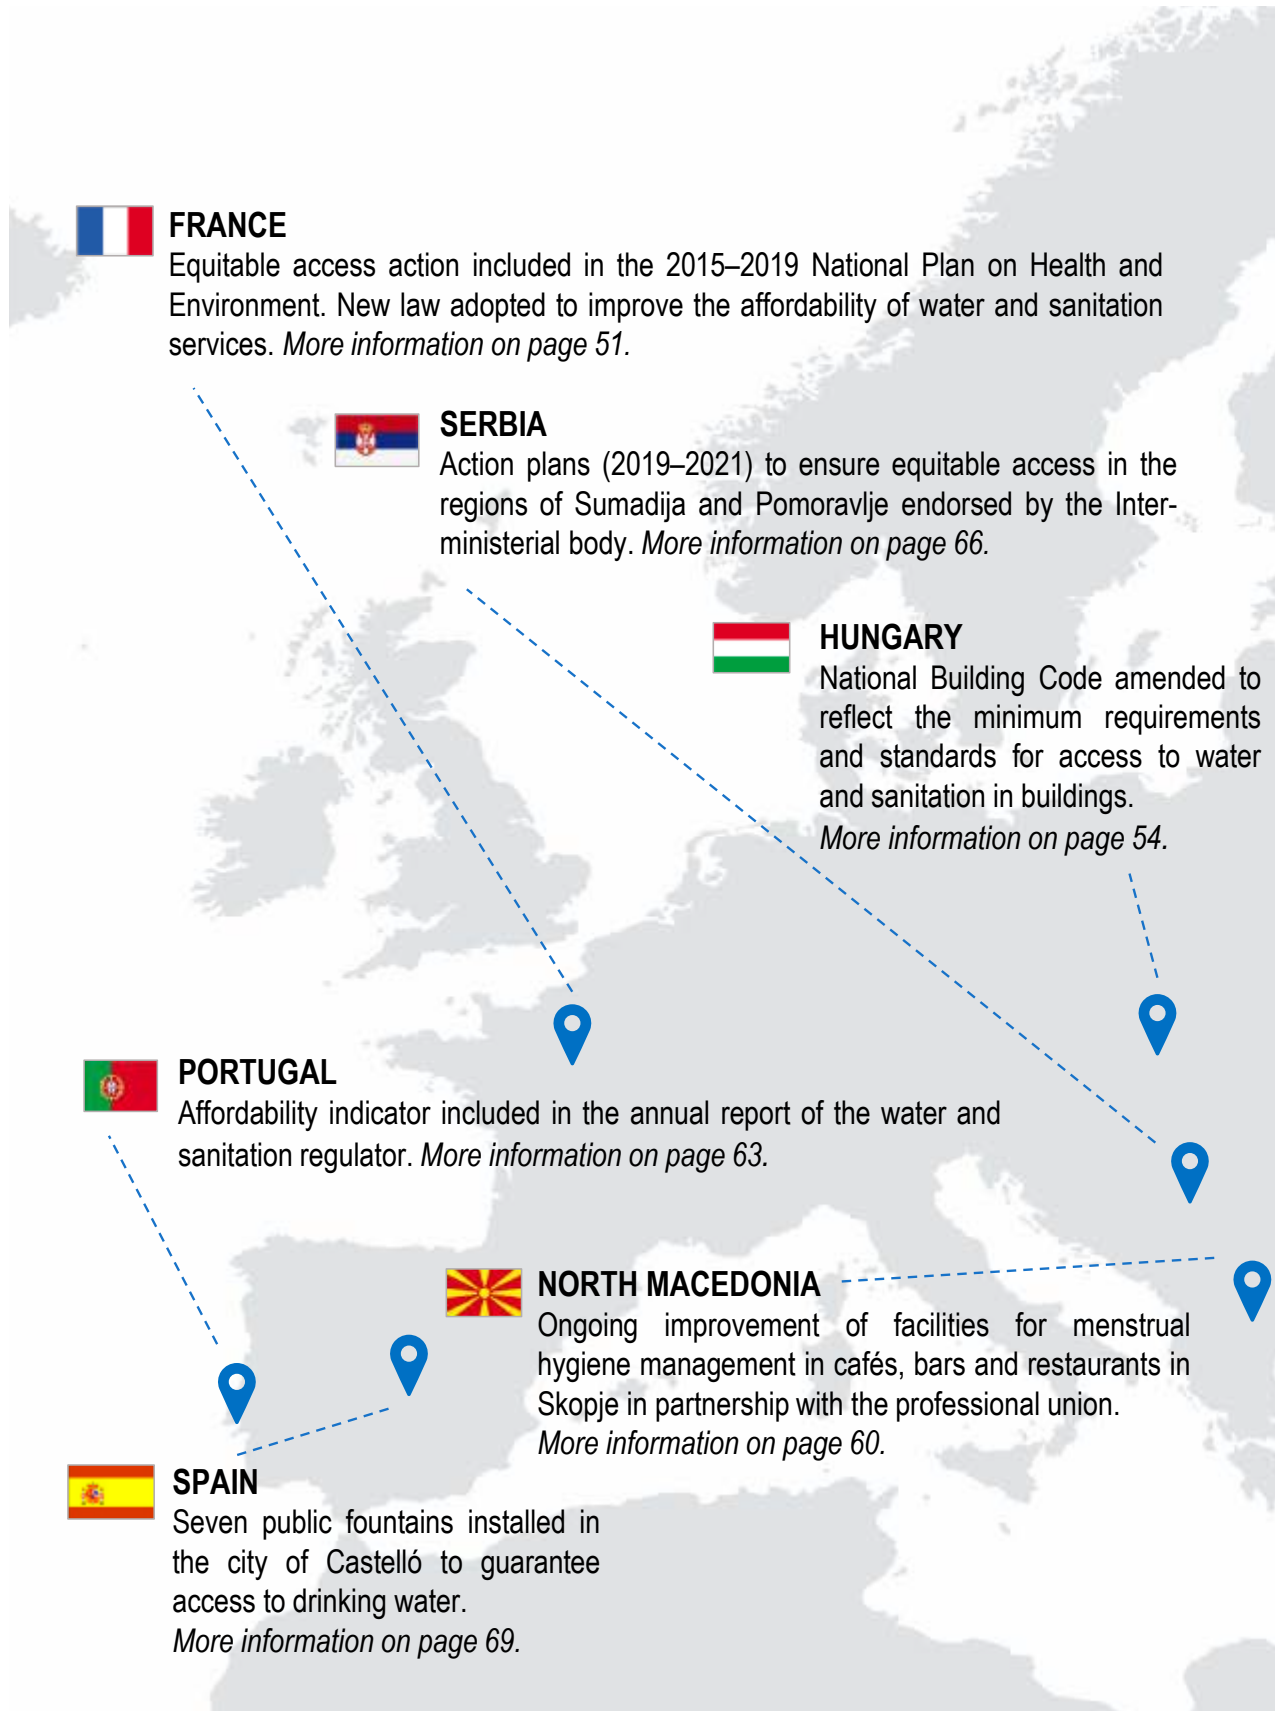 FRANCE
Equitable access action included in the 2015–2019 National Plan on Health and
Environment. New law adopted to improve the affordability of water and sanitation
services. More information on page 51.
SERBIA
Action plans (2019–2021) to ensure equitable access in the
regions of Sumadija and Pomoravlje endorsed by the Inter-
ministerial body. More information on page 66.
HUNGARY
National Building Code amended to
reflect the minimum requirements
and standards for access to water
and sanitation in buildings.
More information on page 54.
PORTUGAL
Affordability indicator included in the annual report of the water and
sanitation regulator. More information on page 63.
NORTH MACEDONIA
Ongoing improvement of facilities for menstrual
hygiene management in cafés, bars and restaurants in
Skopje in partnership with the professional union.
More information on page 60.
SPAIN
Seven public fountains installed in
the city of Castelló to guarantee
access to drinking water.
More information on page 69.